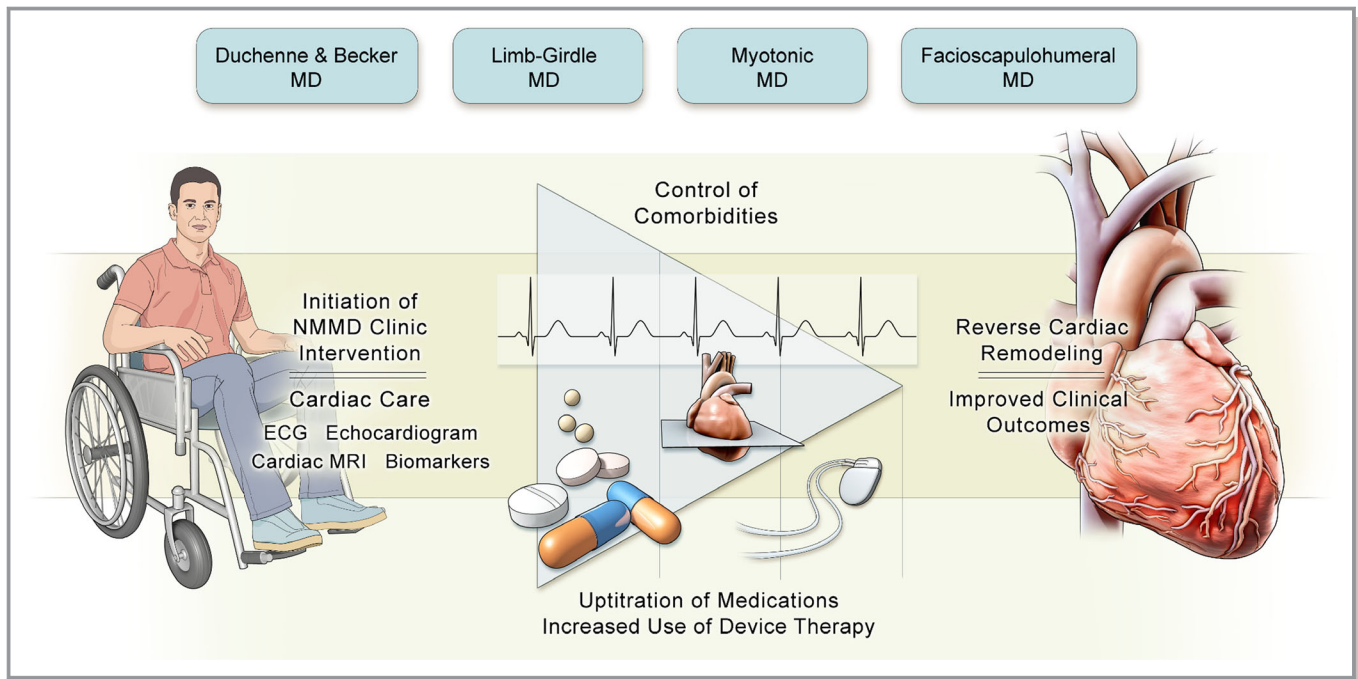 Duchenne & Becker
MD
Limb-Girdle
MD
Myotonic
MD
Facioscapulohumeral
MD
Control of
Comorbidities
Initiation of
NMMD Clinic
Intervention
Cardiac Care
ECG Echocardiogram
Cardiac MRI Biomarkers
Reverse Cardiac
Remodeling
Improved Clinical
Outcomes
Uptitration of Medications
Increased Use of Device Therapy